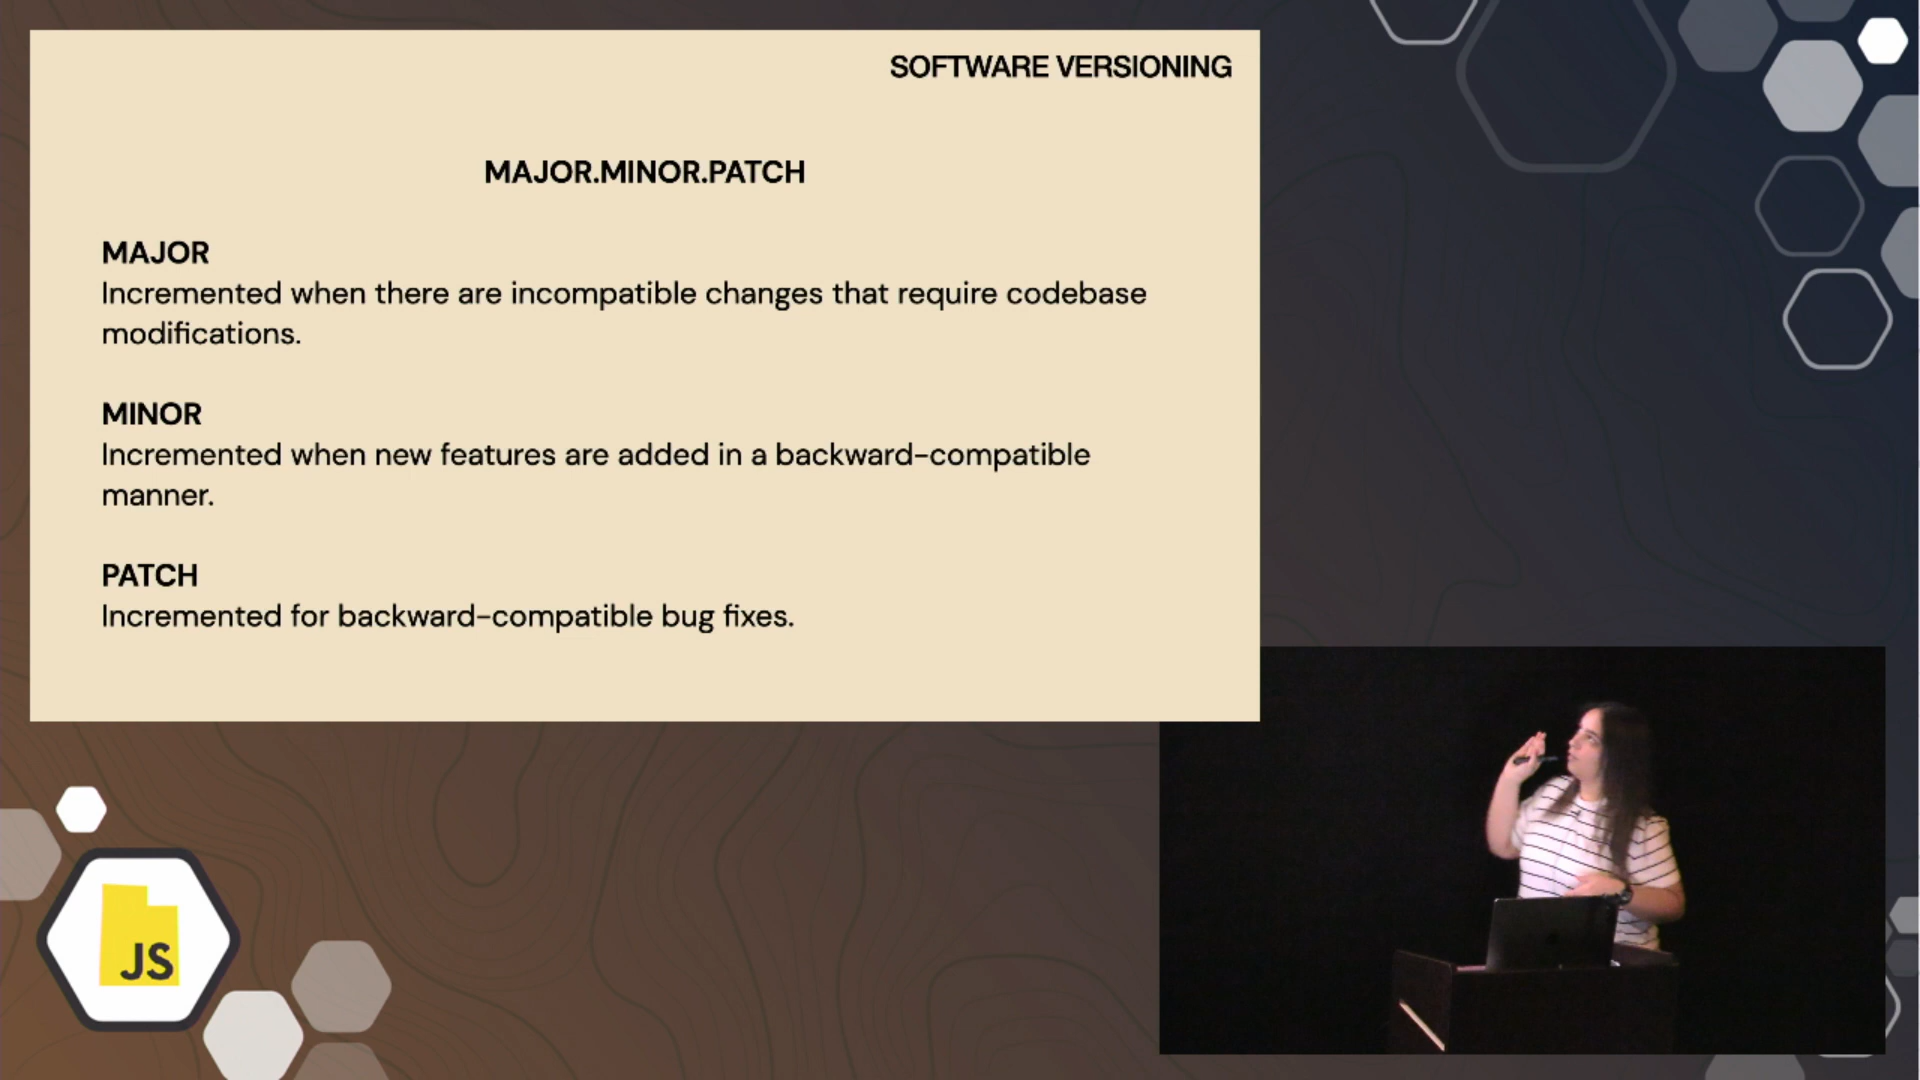 SOFTWARE VERSIONING
MAJOR.MINOR.PATCH
MAJOR
Incremented when there are incompatible changes that require codebase
modifications.
MINOR
Incremented when new features are added in a backward-compatible
manner.
PATCH
Incremented for backward-compatible bug fixes.
JS